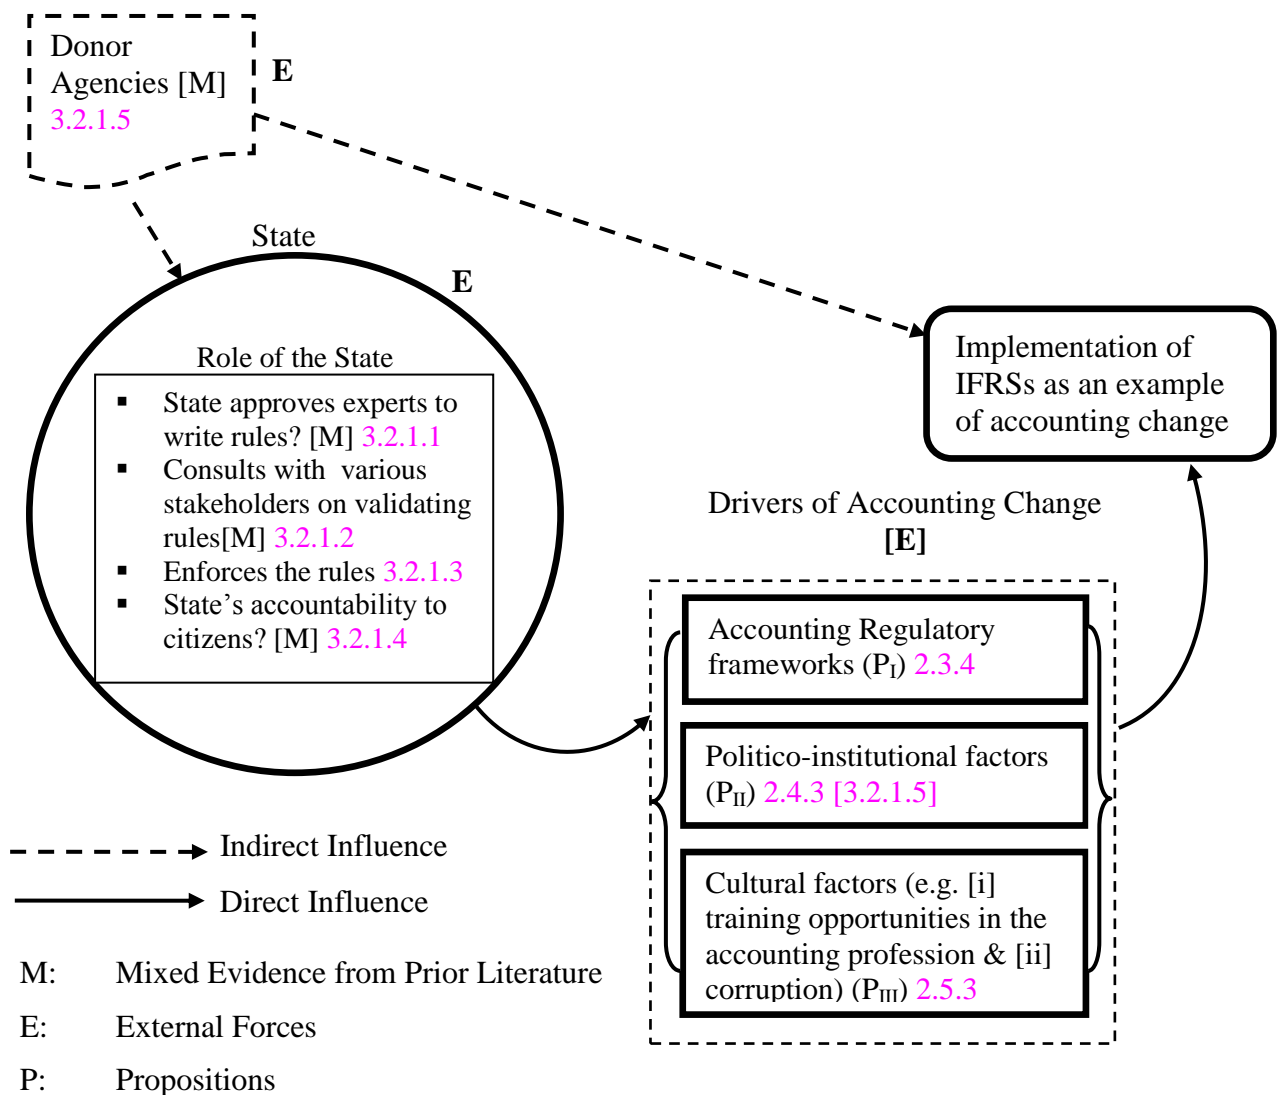 Donor
Agencies [M]
3.2.1.5
E
State
E
Role of the State
▪ State approves experts to
write rules? [M] 3.2.1.1
▪ Consults with various
stakeholders on validating
rules[M] 3.2.1.2
▪ Enforces the rules 3.2.1.3
▪ State’s accountability to
citizens? [M] 3.2.1.4
Implementation of
IFRSs as an example
of accounting change
Drivers of Accounting Change
[E]
Accounting Regulatory
frameworks (PI) 2.3.4
Politico-institutional factors
(PII) 2.4.3 [3.2.1.5]
Cultural factors (e.g. [i]
training opportunities in the
accounting profession & [ii]
corruption) (PIII) 2.5.3
Indirect Influence
Direct Influence
M: Mixed Evidence from Prior Literature
E: External Forces
P: Propositions